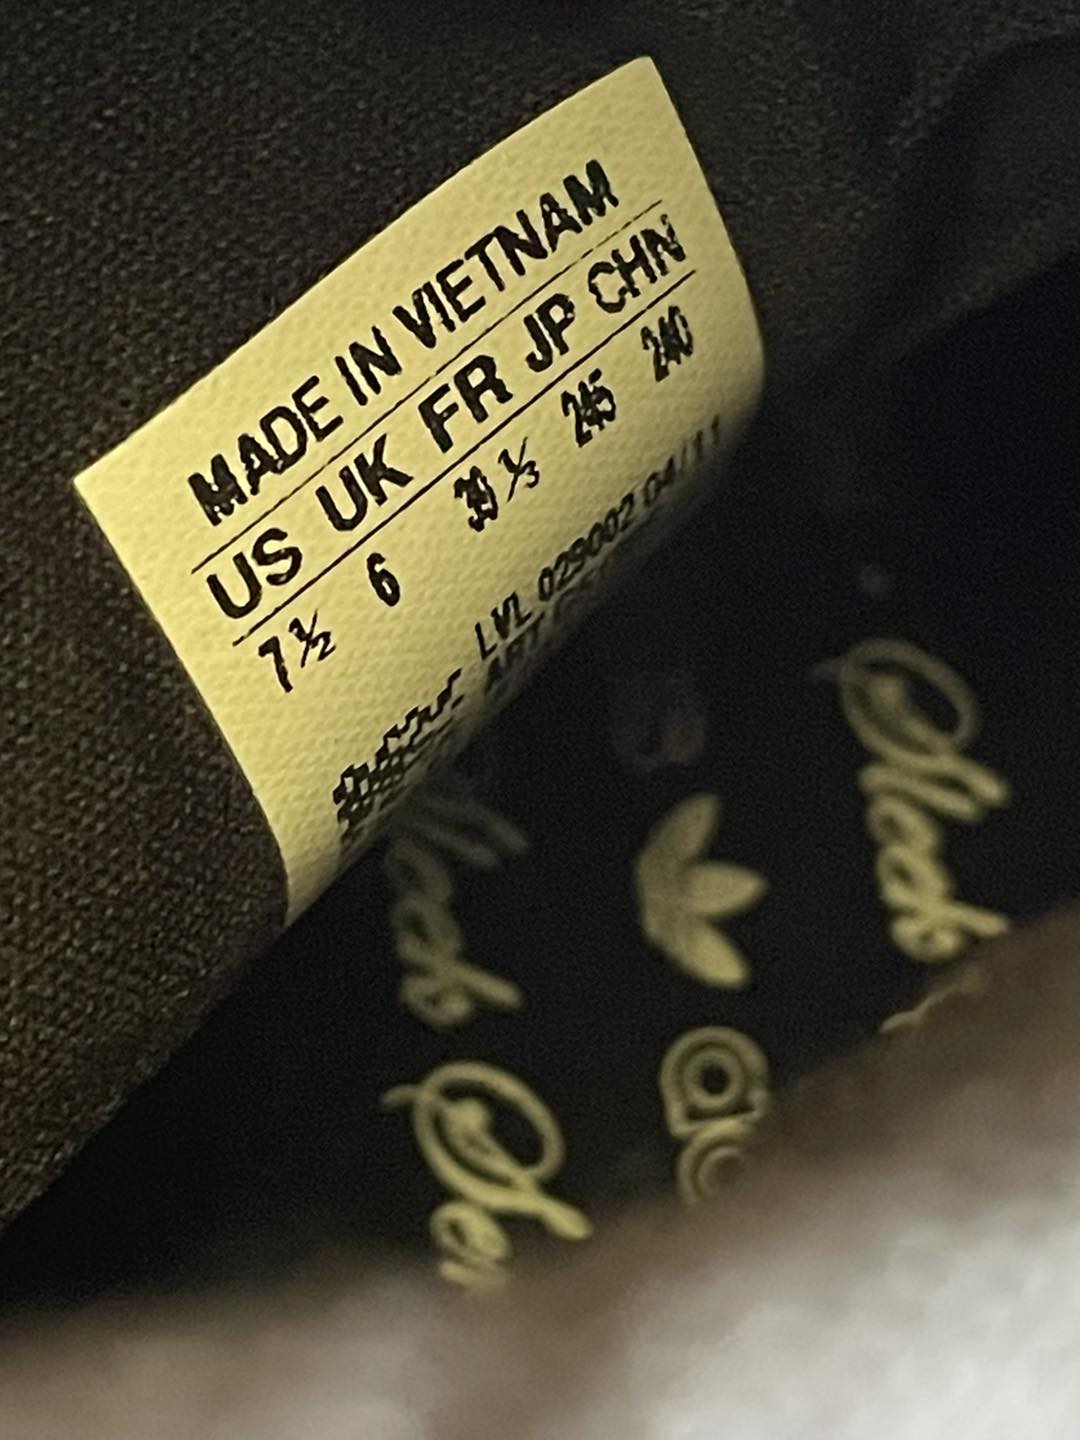 MADE IN VIETNAM
US UK FR JP CHN
7½ 6 39⅓ 245 240
LVL 029002 04/11
ART